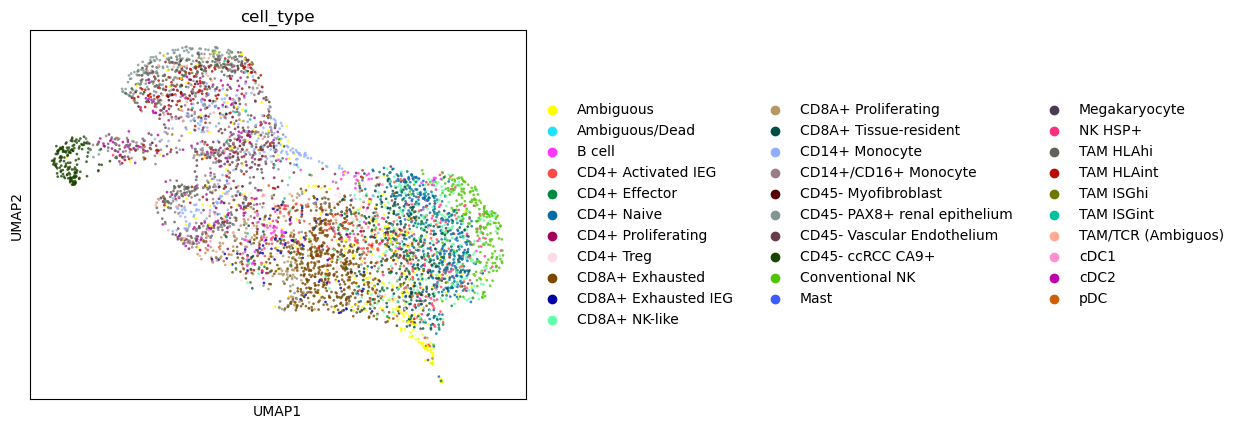 cell_type
UMAP2
UMAP1
Ambiguous
Ambiguous/Dead
B cell
CD4+ Activated IEG
CD4+ Effector
CD4+ Naive
CD4+ Proliferating
CD4+ Treg
CD8A+ Exhausted
CD8A+ Exhausted IEG
CD8A+ NK-like
CD8A+ Proliferating
CD8A+ Tissue-resident
CD14+ Monocyte
CD14+/CD16+ Monocyte
CD45- Myofibroblast
CD45- PAX8+ renal epithelium
CD45- Vascular Endothelium
CD45- ccRCC CA9+
Conventional NK
Mast
Megakaryocyte
NK HSP+
TAM HLAhi
TAM HLAint
TAM ISGhi
TAM ISGint
TAM/TCR (Ambiguos)
cDC1
cDC2
pDC